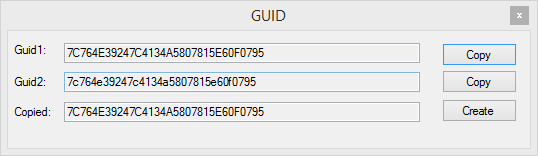 GUID
x
Guid1: 7C764E39247C4134A5807815E60F0795 Copy
Guid2: 7c764e39247c4134a5807815e60f0795 Copy
Copied: 7C764E39247C4134A5807815E60F0795 Create